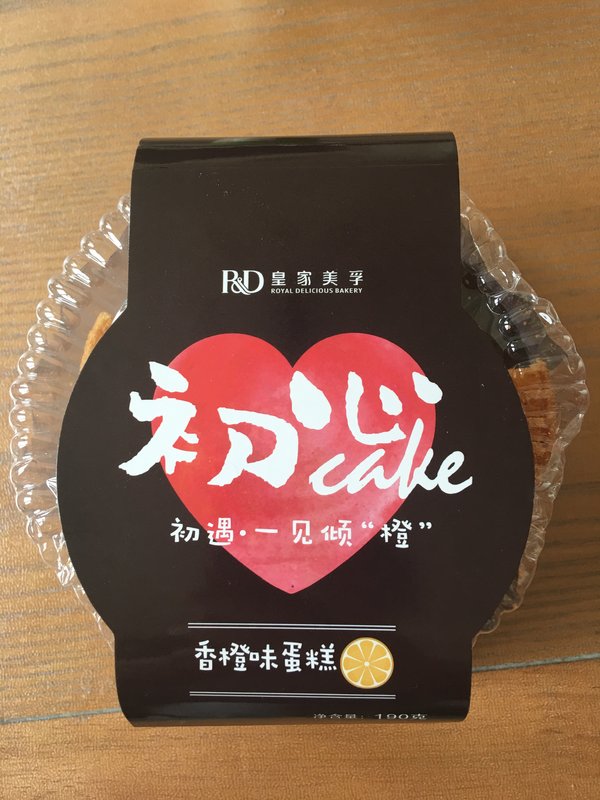 R&D 皇家美孚
ROYAL DELICIOUS BAKERY
初心
cake
初遇·一见倾“橙”
香橙味蛋糕
净含量：190克